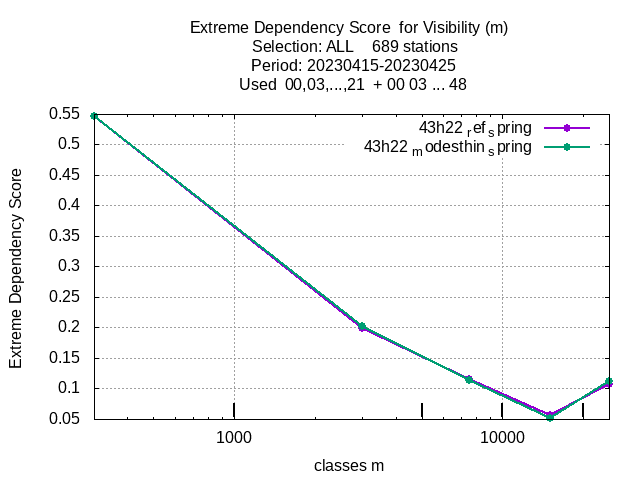 Extreme Dependency Score  for Visibility (m)
Selection: ALL    689 stations
Period: 20230415-20230425
Used  00,03,...,21  + 00 03 ... 48
43h22 ref spring
43h22 modesthin spring
0.55
0.5
0.45
0.4
0.35
0.3
0.25
0.2
0.15
0.1
0.05
Extreme Dependency Score
1000
10000
classes m